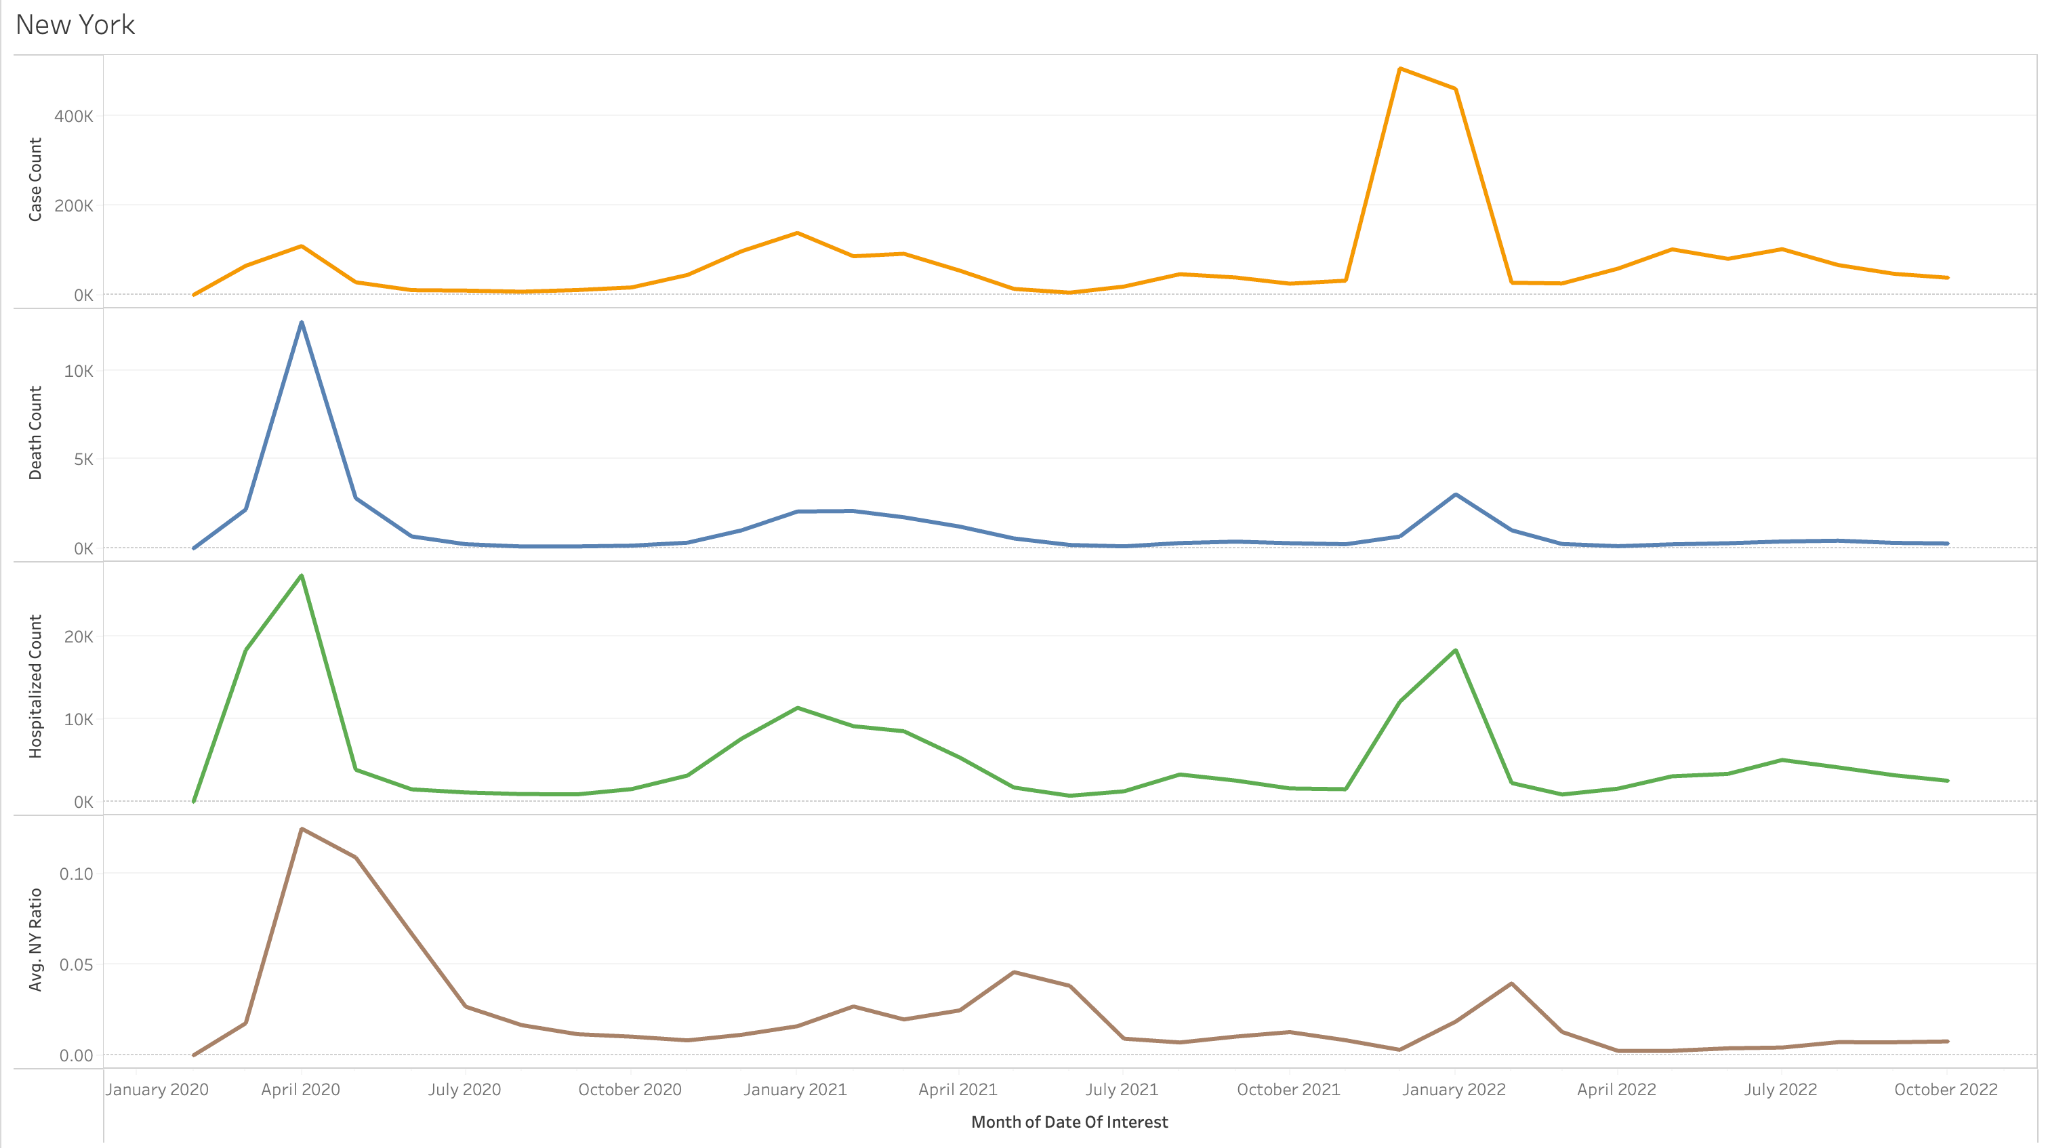 New York
Case Count
400K
200K
0K
Death Count
10K
5K
0K
Hospitalized Count
20K
10K
0K
Avg. NY Ratio
0.10
0.05
0.00
January 2020 April 2020 July 2020 October 2020 January 2021 April 2021 July 2021 October 2021 January 2022 April 2022 July 2022 October 2022
Month of Date Of Interest